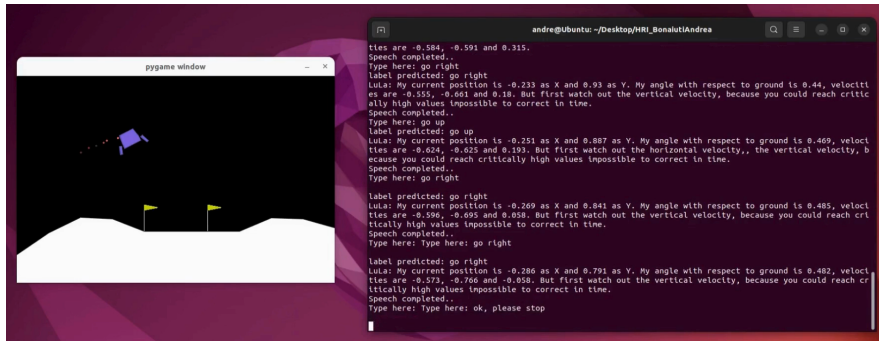 pygame window
andre@Ubuntu: ~/Desktop/HRI_BonaiutiAndrea
ties are -0.584, -0.591 and 0.315.
Speech completed..
Type here: go right
label predicted: go right
LuLa: My current position is -0.233 as X and 0.93 as Y. My angle with respect to ground is 0.44, velociti
es are -0.555, -0.661 and 0.18. But first watch out the vertical velocity, because you could reach critic
ally high values impossible to correct in time.
Speech completed..
Type here: go up
label predicted: go up
LuLa: My current position is -0.251 as X and 0.887 as Y. My angle with respect to ground is 0.469, veloci
ties are -0.624, -0.625 and 0.193. But first watch out the horizontal velocity,, the vertical velocity, b
ecause you could reach critically high values impossible to correct in time.
Speech completed..
Type here: go right
label predicted: go right
LuLa: My current position is -0.269 as X and 0.841 as Y. My angle with respect to ground is 0.485, veloci
ties are -0.596, -0.695 and 0.058. But first watch out the vertical velocity, because you could reach cri
tically high values impossible to correct in time.
Speech completed..
Type here: Type here: go right
label predicted: go right
LuLa: My current position is -0.286 as X and 0.791 as Y. My angle with respect to ground is 0.482, veloci
ties are -0.573, -0.766 and -0.058. But first watch out the vertical velocity, because you could reach cr
itically high values impossible to correct in time.
Speech completed..
Type here: Type here: ok, please stop